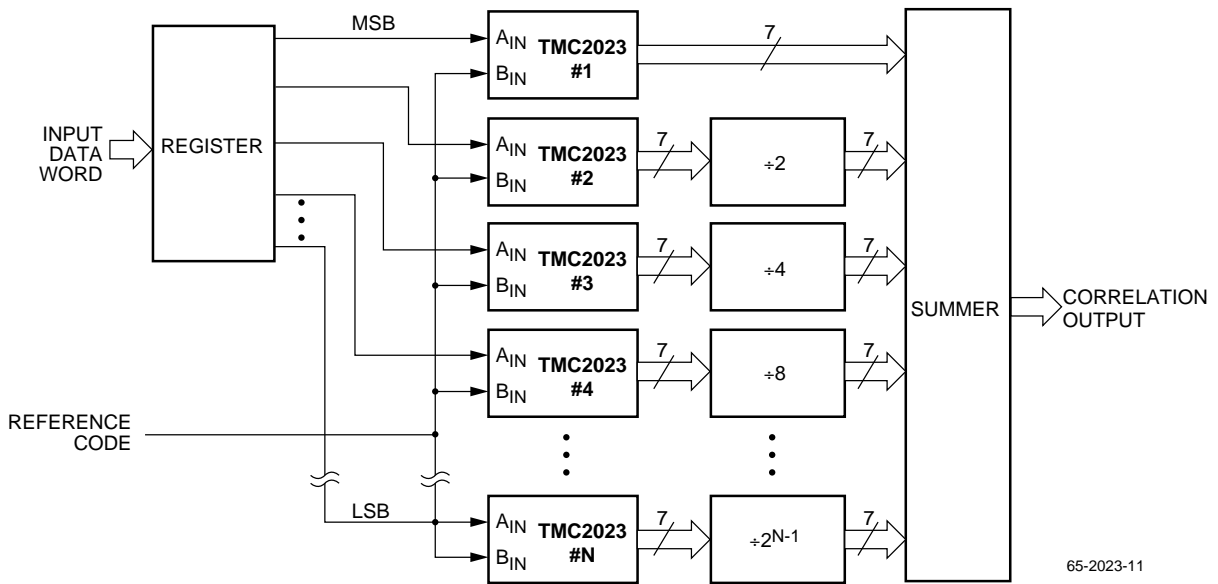 MSB
A_IN TMC2023
#1
B_IN
7
INPUT
DATA
WORD
REGISTER
A_IN TMC2023
#2
B_IN
7
÷2
7
A_IN TMC2023
#3
B_IN
7
÷4
7
SUMMER
CORRELATION
OUTPUT
A_IN TMC2023
#4
B_IN
7
÷8
7
REFERENCE
CODE
LSB
A_IN TMC2023
#N
B_IN
7
÷2^N-1
7
65-2023-11